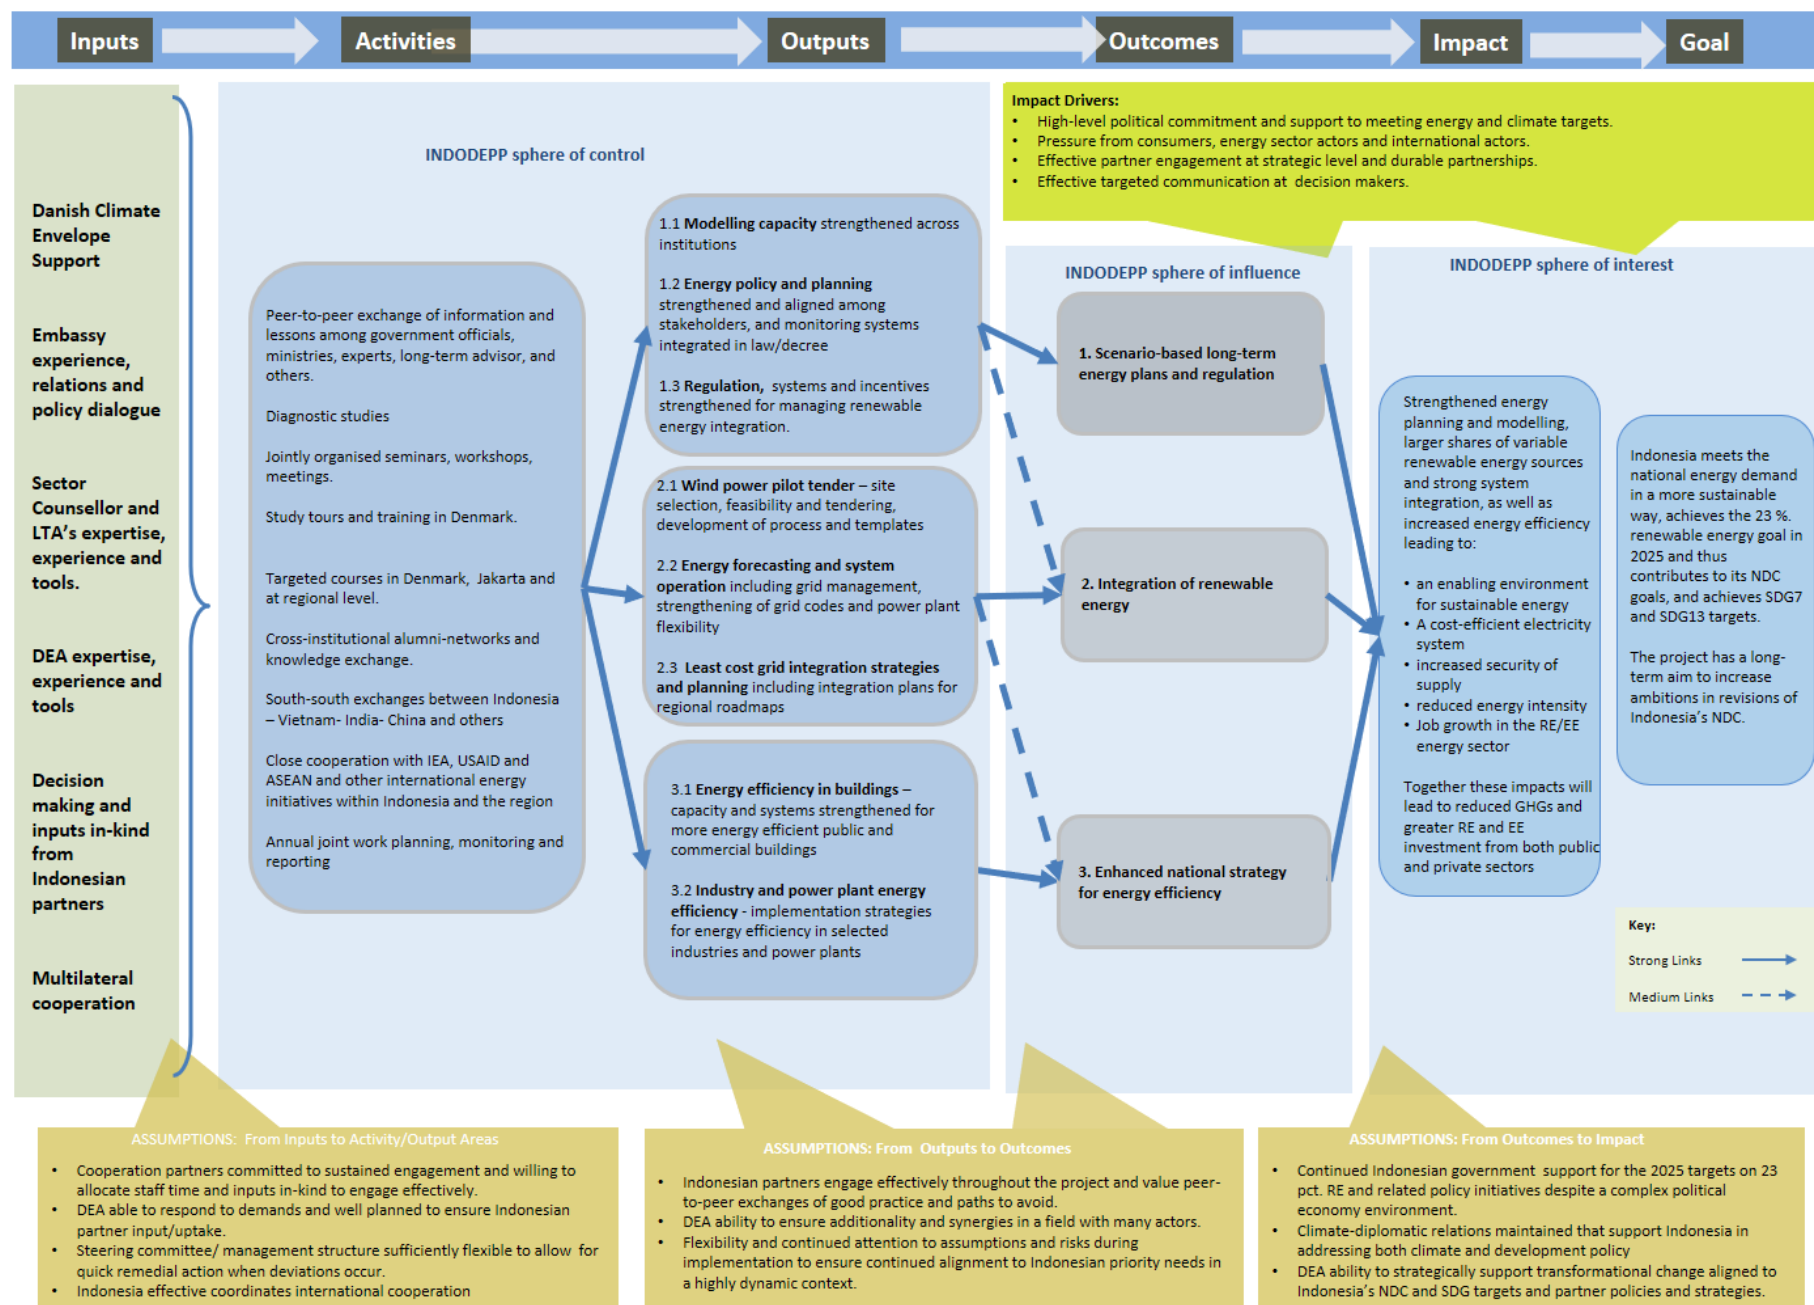 Inputs
Activities
Outputs
Outcomes
Impact
Goal
Danish Climate
Envelope
Support
Embassy
experience,
relations and
policy dialogue
Sector
Counsellor and
LTA's expertise,
experience and
tools.
DEA expertise,
experience and
tools
Decision
making and
inputs in-kind
from
Indonesian
partners
Multilateral
cooperation
INDODEPP sphere of control
Peer-to-peer exchange of information and
lessons among government officials,
ministries, experts, long-term advisor, and
others.
Diagnostic studies
Jointly organised seminars, workshops,
meetings.
Study tours and training in Denmark.
Targeted courses in Denmark, Jakarta and
at regional level.
Cross-institutional alumni-networks and
knowledge exchange.
South-south exchanges between Indonesia
– Vietnam- India- China and others
Close cooperation with IEA, USAID and
ASEAN and other international energy
initiatives within Indonesia and the region
Annual joint work planning, monitoring and
reporting
1.1 Modelling capacity strengthened across
institutions
1.2 Energy policy and planning
strengthened and aligned among
stakeholders, and monitoring systems
integrated in law/decree
1.3 Regulation, systems and incentives
strengthened for managing renewable
energy integration.
2.1 Wind power pilot tender – site
selection, feasibility and tendering,
development of process and templates
2.2 Energy forecasting and system
operation including grid management,
strengthening of grid codes and power plant
flexibility
2.3 Least cost grid integration strategies
and planning including integration plans for
regional roadmaps
3.1 Energy efficiency in buildings –
capacity and systems strengthened for
more energy efficient public and
commercial buildings
3.2 Industry and power plant energy
efficiency - implementation strategies
for energy efficiency in selected
industries and power plants
Impact Drivers:
• High-level political commitment and support to meeting energy and climate targets.
• Pressure from consumers, energy sector actors and international actors.
• Effective partner engagement at strategic level and durable partnerships.
• Effective targeted communication at decision makers.
INDODEPP sphere of influence
1. Scenario-based long-term
energy plans and regulation
2. Integration of renewable
energy
3. Enhanced national strategy
for energy efficiency
INDODEPP sphere of interest
Strengthened energy
planning and modelling,
larger shares of variable
renewable energy sources
and strong system
integration, as well as
increased energy efficiency
leading to:
• an enabling environment
for sustainable energy
• A cost-efficient electricity
system
• increased security of
supply
• reduced energy intensity
• Job growth in the RE/EE
energy sector
Together these impacts will
lead to reduced GHGs and
greater RE and EE
investment from both public
and private sectors
Indonesia meets the
national energy demand
in a more sustainable
way, achieves the 23 %.
renewable energy goal in
2025 and thus
contributes to its NDC
goals, and achieves SDG7
and SDG13 targets.
The project has a long-
term aim to increase
ambitions in revisions of
Indonesia's NDC.
Key:
Strong Links
Medium Links
ASSUMPTIONS: From Inputs to Activity/Output Areas
• Cooperation partners committed to sustained engagement and willing to
allocate staff time and inputs in-kind to engage effectively.
• DEA able to respond to demands and well planned to ensure Indonesian
partner input/uptake.
• Steering committee/ management structure sufficiently flexible to allow for
quick remedial action when deviations occur.
• Indonesia effective coordinates international cooperation
ASSUMPTIONS: From Outputs to Outcomes
• Indonesian partners engage effectively throughout the project and value peer-
to-peer exchanges of good practice and paths to avoid.
• DEA ability to ensure additionality and synergies in a field with many actors.
• Flexibility and continued attention to assumptions and risks during
implementation to ensure continued alignment to Indonesian priority needs in
a highly dynamic context.
ASSUMPTIONS: From Outcomes to Impact
• Continued Indonesian government support for the 2025 targets on 23
pct. RE and related policy initiatives despite a complex political
economy environment.
• Climate-diplomatic relations maintained that support Indonesia in
addressing both climate and development policy
• DEA ability to strategically support transformational change aligned to
Indonesia's NDC and SDG targets and partner policies and strategies.